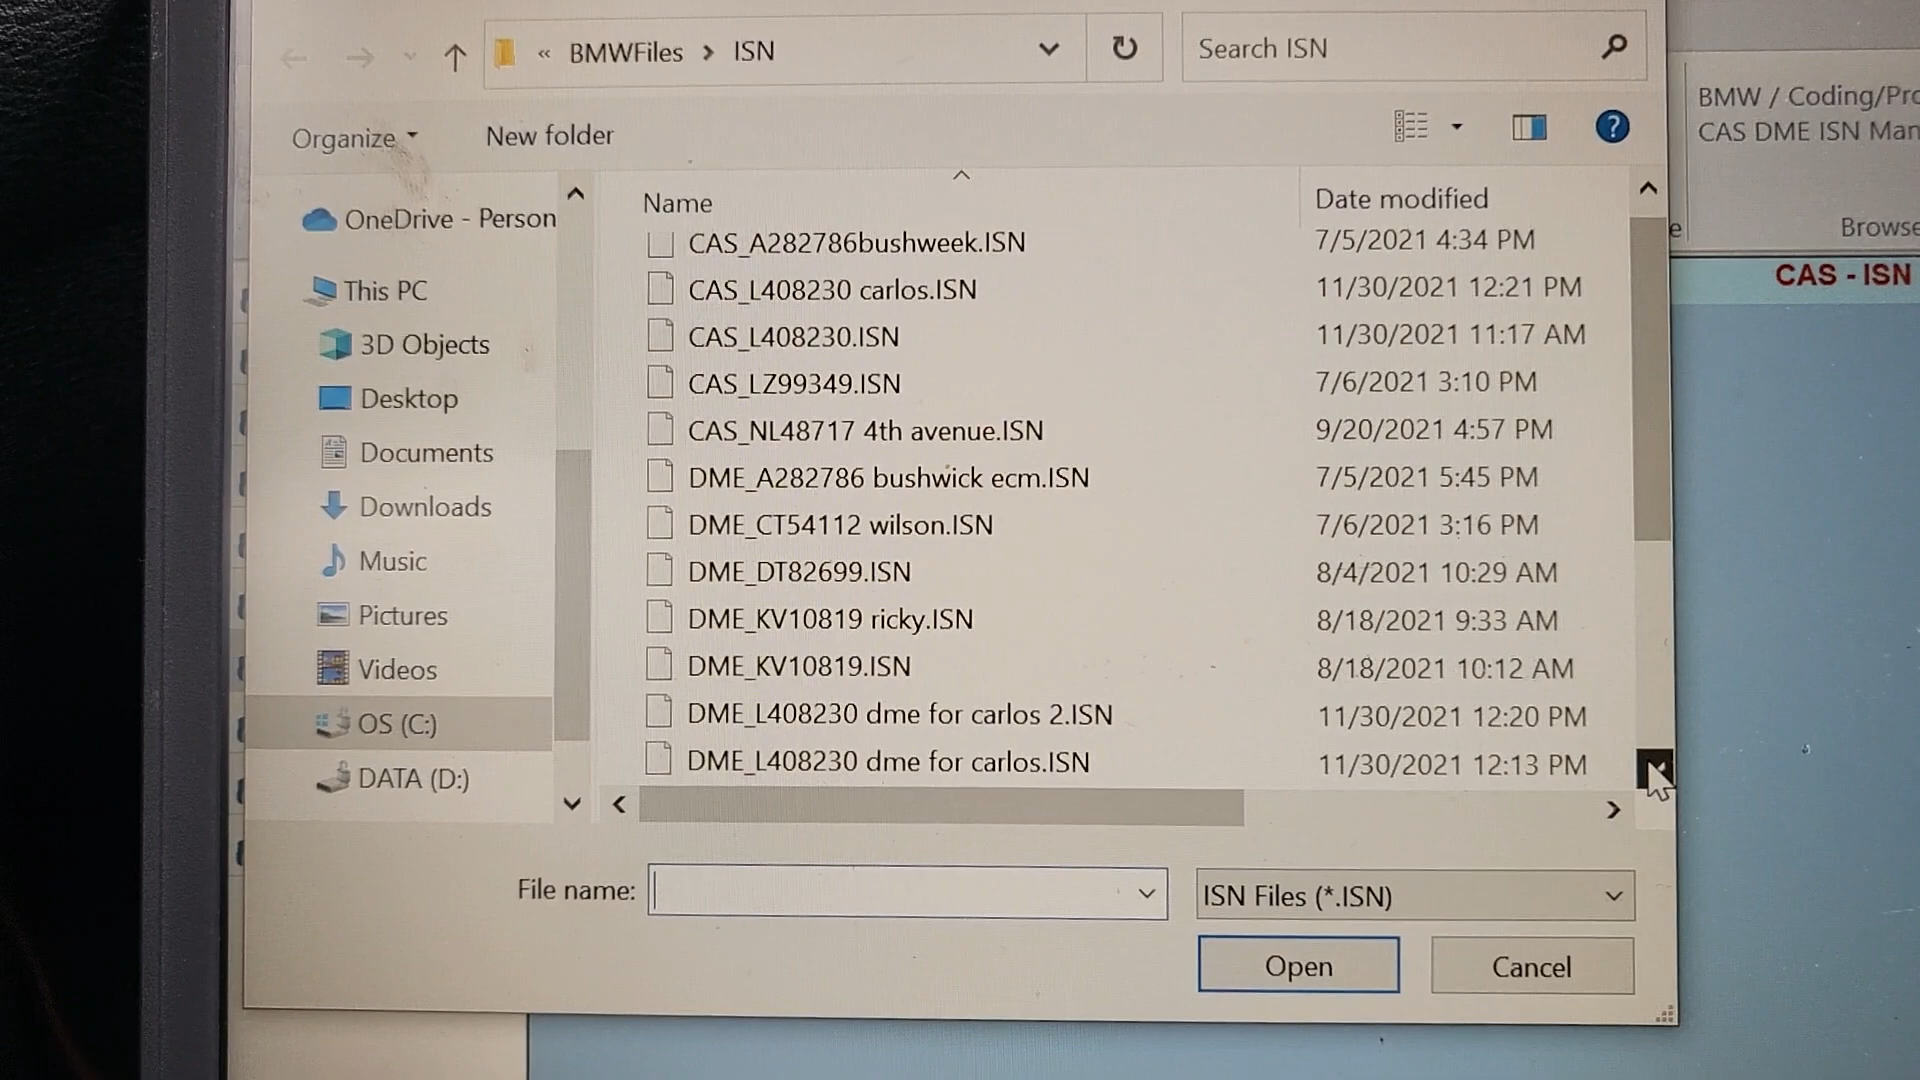 « BMWFiles > ISN
Search ISN
BMW / Coding/Pro
CAS DME ISN Man
Organize
New folder
Name
Date modified
Browse
OneDrive - Person
This PC
3D Objects
Desktop
Documents
Downloads
Music
Pictures
Videos
OS (C:)
DATA (D:)
CAS_A282786bushweek.ISN 7/5/2021 4:34 PM
CAS_L408230 carlos.ISN 11/30/2021 12:21 PM
CAS_L408230.ISN 11/30/2021 11:17 AM
CAS_LZ99349.ISN 7/6/2021 3:10 PM
CAS_NL48717 4th avenue.ISN 9/20/2021 4:57 PM
DME_A282786 bushwick ecm.ISN 7/5/2021 5:45 PM
DME_CT54112 wilson.ISN 7/6/2021 3:16 PM
DME_DT82699.ISN 8/4/2021 10:29 AM
DME_KV10819 ricky.ISN 8/18/2021 9:33 AM
DME_KV10819.ISN 8/18/2021 10:12 AM
DME_L408230 dme for carlos 2.ISN 11/30/2021 12:20 PM
DME_L408230 dme for carlos.ISN 11/30/2021 12:13 PM
CAS - ISN
File name:
ISN Files (*.ISN)
Open
Cancel